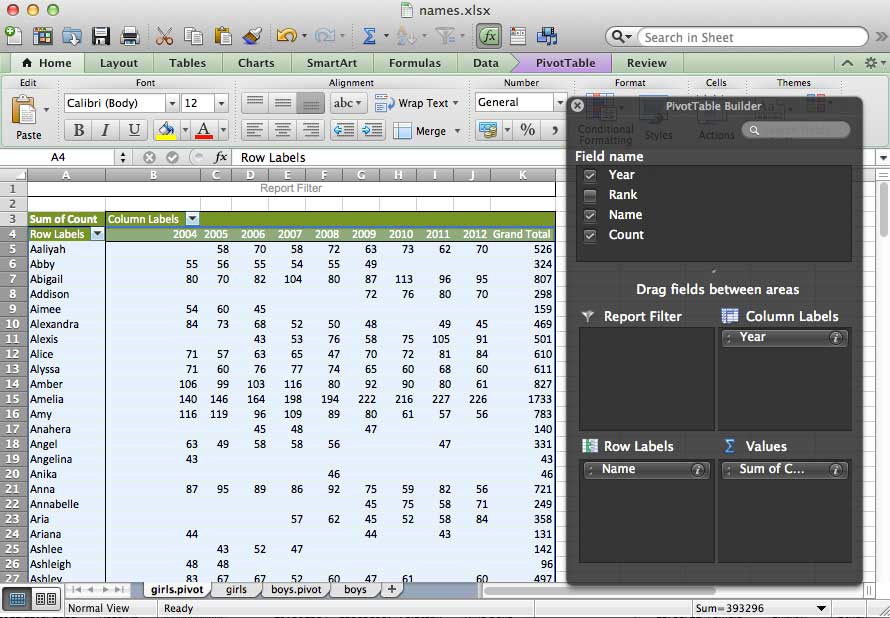 names.xlsx
Search in Sheet
Home Layout Tables Charts SmartArt Formulas Data PivotTable Review
Edit Font Alignment Number Format Cells Themes
Calibri (Body) 12 abc Wrap Text General
Paste B I U A Merge % , Conditional Formatting Styles Actions
A4 fx Row Labels
A B C D E F G H I J K
1 Report Filter
2
3 Sum of Count Column Labels
4 Row Labels 2004 2005 2006 2007 2008 2009 2010 2011 2012 Grand Total
5 Aaliyah 58 70 58 72 63 73 62 70 526
6 Abby 55 56 55 54 55 49 324
7 Abigail 80 70 82 104 80 87 113 96 95 807
8 Addison 72 76 80 70 298
9 Aimee 54 60 45 159
10 Alexandra 84 73 68 52 50 48 49 45 469
11 Alexis 43 53 76 58 75 105 91 501
12 Alice 71 57 63 65 47 70 72 81 84 610
13 Alyssa 71 60 76 77 74 65 60 68 60 611
14 Amber 106 99 103 116 80 92 90 80 61 827
15 Amelia 140 146 164 198 194 222 216 227 226 1733
16 Amy 116 119 96 109 89 80 61 57 56 783
17 Anahera 45 48 47 140
18 Angel 63 49 58 58 56 47 331
19 Angelina 43 43
20 Anika 46 46
21 Anna 87 95 89 86 92 75 59 82 56 721
22 Annabelle 45 75 58 71 249
23 Aria 57 62 45 52 58 84 358
24 Ariana 44 44 43 131
25 Ashlee 43 52 47 142
26 Ashleigh 48 48 96
27 Ashley 83 67 67 52 60 47 61 60 497
PivotTable Builder
Field name
Year
Rank
Name
Count
Drag fields between areas
Report Filter Column Labels
Year
Row Labels Σ Values
Name Sum of C...
girls.pivot girls boys.pivot boys +
Normal View Ready Sum=393296